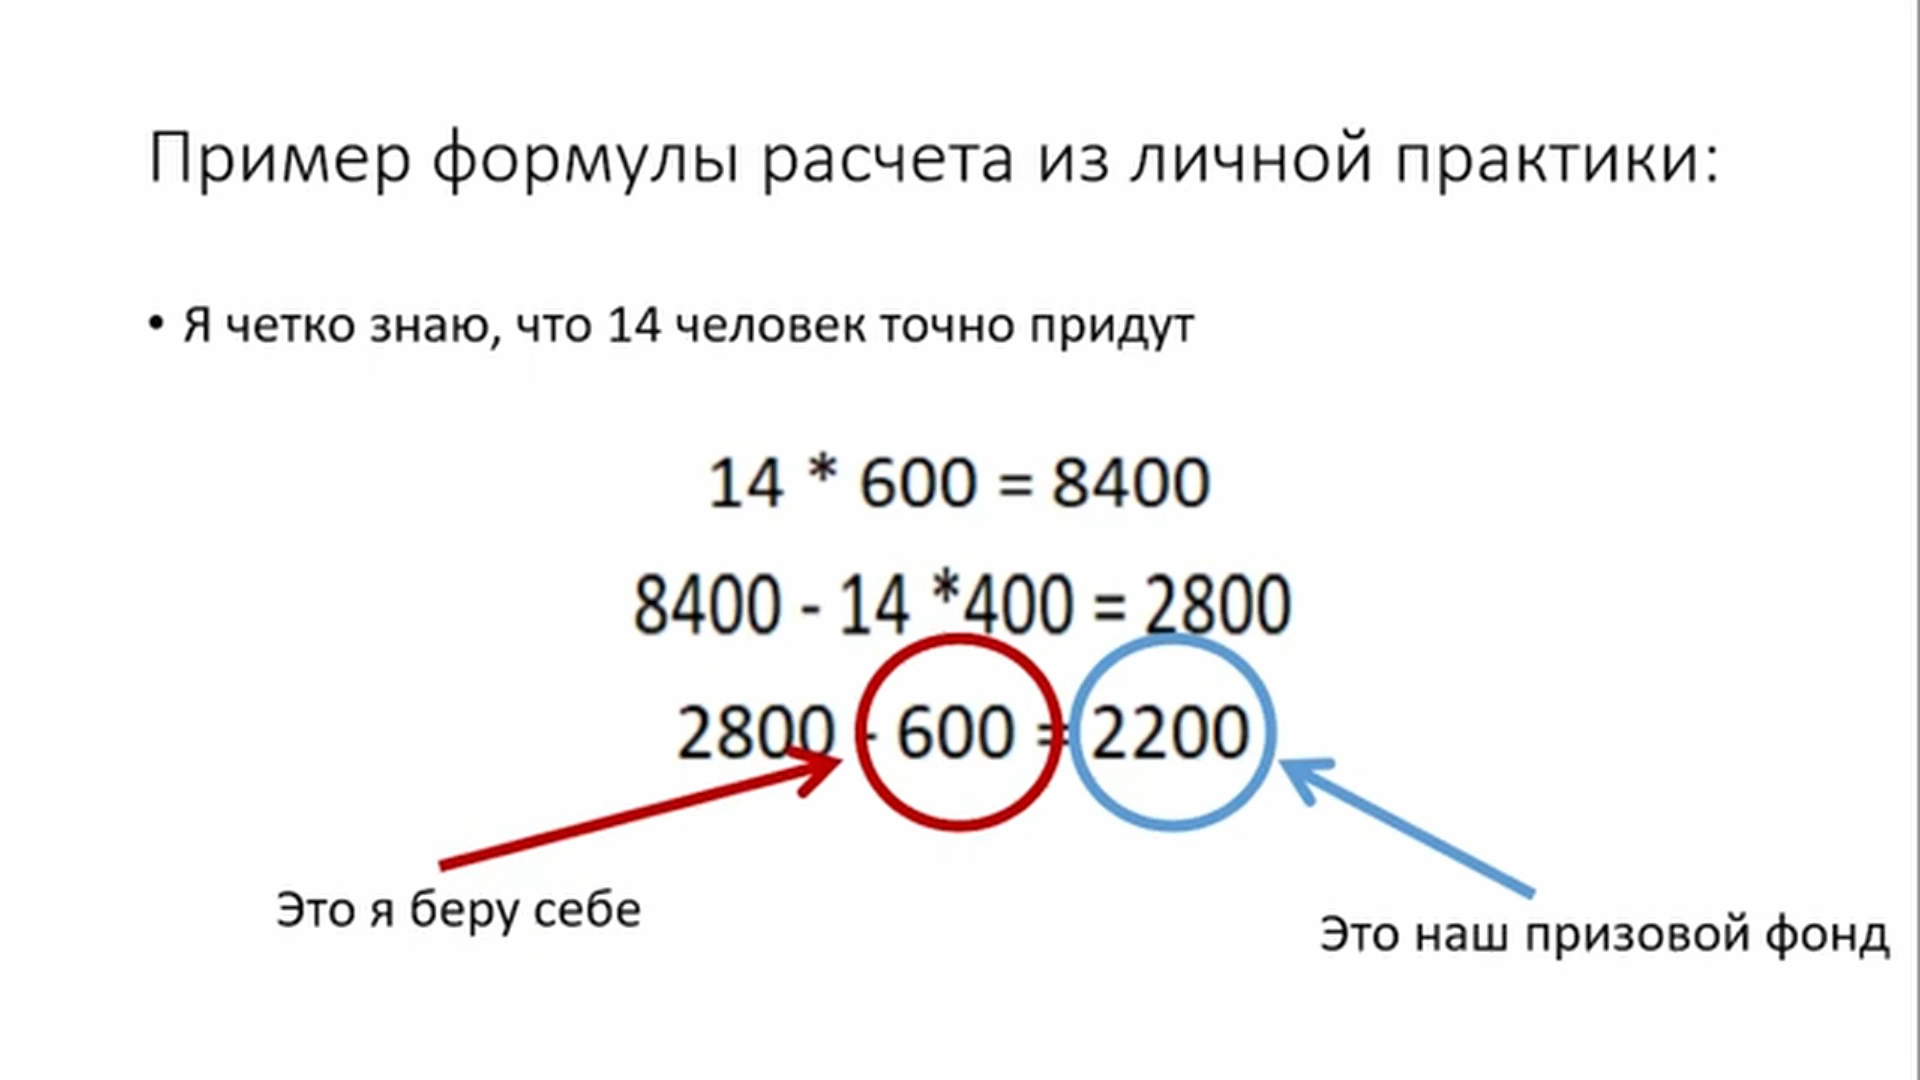 Пример формулы расчета из личной практики:
• Я четко знаю, что 14 человек точно придут
14 * 600 = 8400
8400 - 14 *400 = 2800
2800 - 600 = 2200
Это я беру себе
Это наш призовой фонд